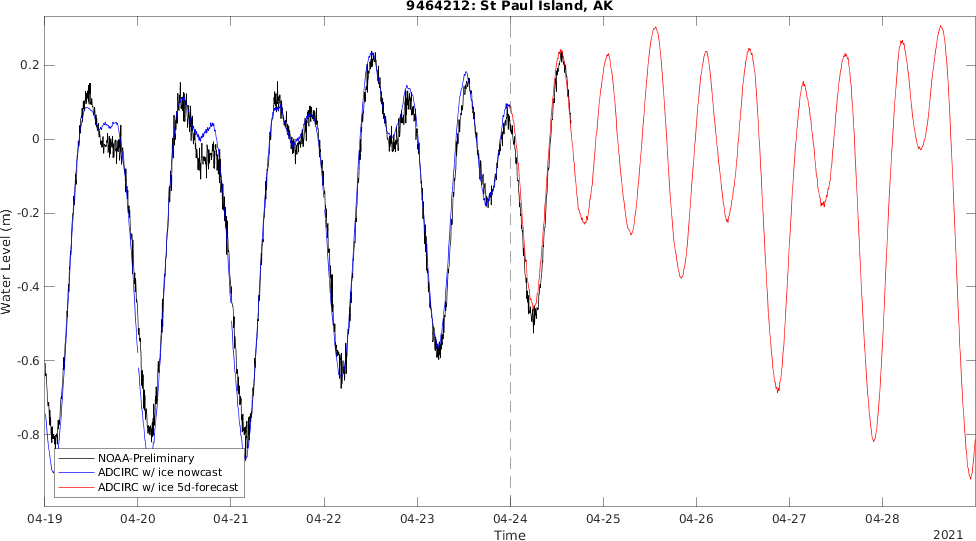 9464212: St Paul Island, AK
0.2
0
-0.2
-0.4
-0.6
-0.8
Water Level (m)
NOAA-Preliminary
ADCIRC w/ ice nowcast
ADCIRC w/ ice 5d-forecast
04-19 04-20 04-21 04-22 04-23 04-24 04-25 04-26 04-27 04-28
Time
2021